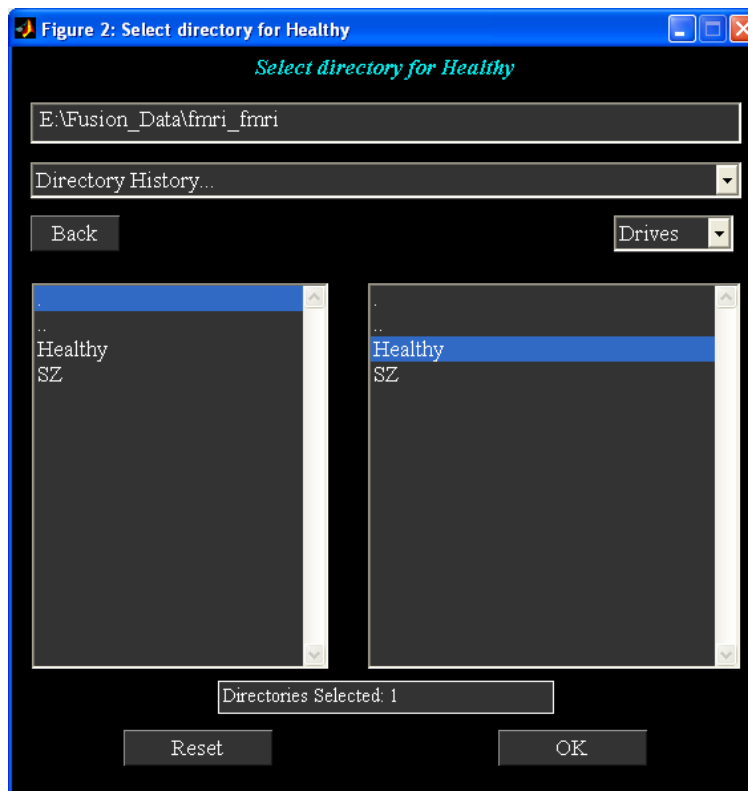 Figure 2: Select directory for Healthy
Select directory for Healthy
E:\Fusion_Data\fmri_fmri
Directory History...
Back
Drives
.
..
Healthy
SZ
.
..
Healthy
SZ
Directories Selected: 1
Reset
OK